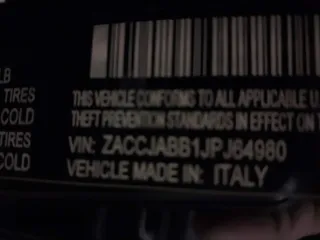 LB
TIRES
COLD
TIRES
COLD
THIS VEHICLE CONFORMS TO ALL APPLICABLE U.
THEFT PREVENTION STANDARDS IN EFFECT ON T
VIN: ZACCJABB1JPJ64980
VEHICLE MADE IN: ITALY